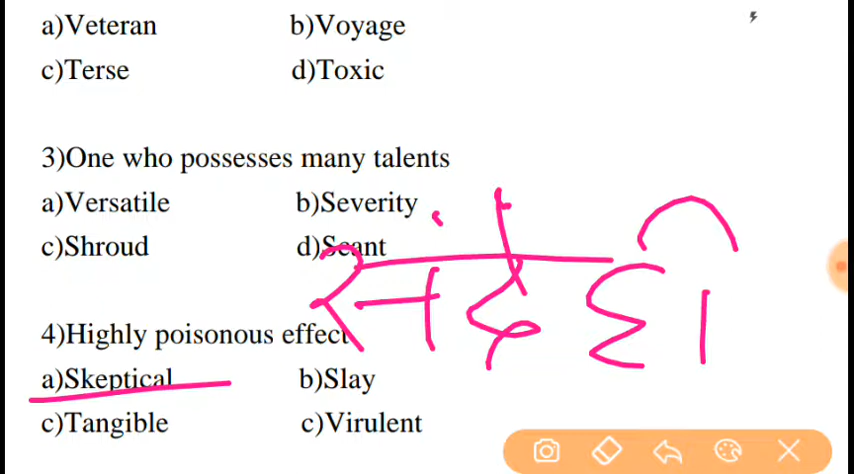 a)Veteran b)Voyage
c)Terse d)Toxic
3)One who possesses many talents
a)Versatile b)Severity
c)Shroud d)Scant
4)Highly poisonous effect
a)Skeptical b)Slay
c)Tangible c)Virulent